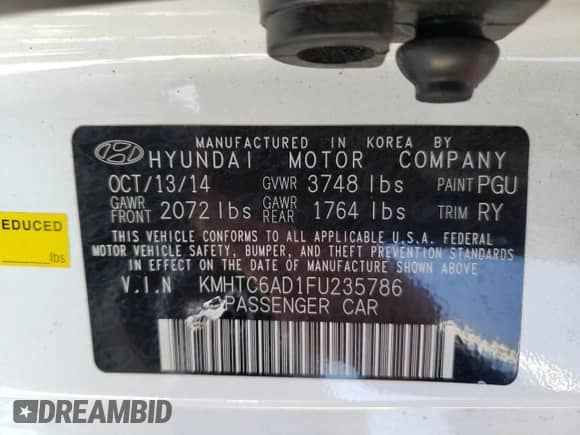 MANUFACTURED IN KOREA BY
HYUNDAI MOTOR COMPANY
OCT/13/14 GVWR 3748 lbs PAINT PGU
GAWR FRONT 2072 lbs GAWR REAR 1764 lbs TRIM RY
THIS VEHICLE CONFORMS TO ALL APPLICABLE U.S.A. FEDERAL
MOTOR VEHICLE SAFETY, BUMPER, AND THEFT PREVENTION STANDARDS
IN EFFECT ON THE DATE OF MANUFACTURE SHOWN ABOVE
V.I.N KMHTC6AD1FU235786
PASSENGER CAR
EDUCED
lbs
DREAMBID